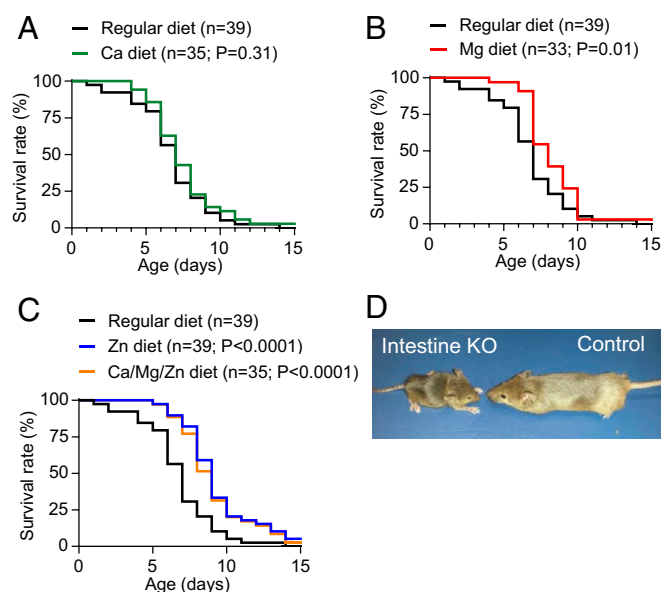 A
Regular diet (n=39)
Ca diet (n=35; P=0.31)
Survival rate (%)
100
75
50
25
0
0 5 10 15
Age (days)
B
Regular diet (n=39)
Mg diet (n=33; P=0.01)
Survival rate (%)
100
75
50
25
0
0 5 10 15
Age (days)
C
Regular diet (n=39)
Zn diet (n=39; P<0.0001)
Ca/Mg/Zn diet (n=35; P<0.0001)
Survival rate (%)
100
75
50
25
0
0 5 10 15
Age (days)
D
Intestine KO Control